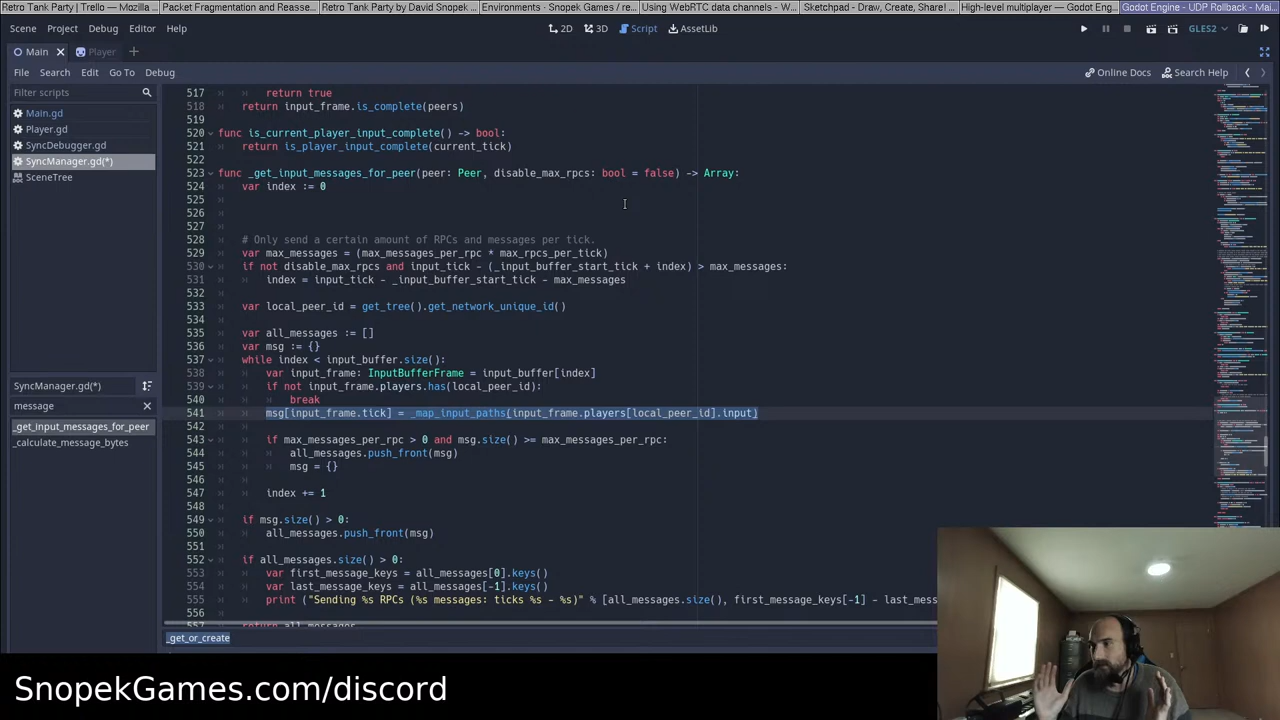 Retro Tank Party | Trello — Mozilla ...
Packet Fragmentation and Reasse...
Retro Tank Party by David Snopek ...
Environments · Snopek Games / re...
Using WebRTC data channels - W...
Sketchpad - Draw, Create, Share! ...
High-level multiplayer — Godot Eng...
Godot Engine - UDP Rollback - Mai...
Scene Project Debug Editor Help
2D 3D Script AssetLib
GLES2
Main Player
File Search Edit Go To Debug
Online Docs Search Help
Filter scripts
Main.gd
Player.gd
SyncDebugger.gd
SyncManager.gd(*)
SceneTree
SyncManager.gd(*)
message
_get_input_messages_for_peer
_calculate_message_bytes
517 return true
518 return input_frame.is_complete(peers)
519
520 func is_current_player_input_complete() -> bool:
521 return is_player_input_complete(current_tick)
522
523 func _get_input_messages_for_peer(peer: Peer, disable_max_rpcs: bool = false) -> Array:
524 var index := 0
525
526
527
528 # Only send a certain amount of RPCs and messages per tick.
529 var max_messages = (max_messages_per_rpc * max_rpcs_per_tick)
530 if not disable_max_rpcs and input_tick - (_input_buffer_start_tick + index) > max_messages:
531 index = input_tick - _input_buffer_start_tick - max_messages
532
533 var local_peer_id = get_tree().get_network_unique_id()
534
535 var all_messages := []
536 var msg := {}
537 while index < input_buffer.size():
538 var input_frame: InputBufferFrame = input_buffer[index]
539 if not input_frame.players.has(local_peer_id):
540 break
541 msg[input_frame.tick] = _map_input_paths(input_frame.players[local_peer_id].input)
542
543 if max_messages_per_rpc > 0 and msg.size() >= max_messages_per_rpc:
544 all_messages.push_front(msg)
545 msg = {}
546
547 index += 1
548
549 if msg.size() > 0:
550 all_messages.push_front(msg)
551
552 if all_messages.size() > 0:
553 var first_message_keys = all_messages[0].keys()
554 var last_message_keys = all_messages[-1].keys()
555 print ("Sending %s RPCs (%s messages: ticks %s - %s)" % [all_messages.size(), first_message_keys[-1] - last_mess
556
557 return all_messages
_get_or_create
SnopekGames.com/discord